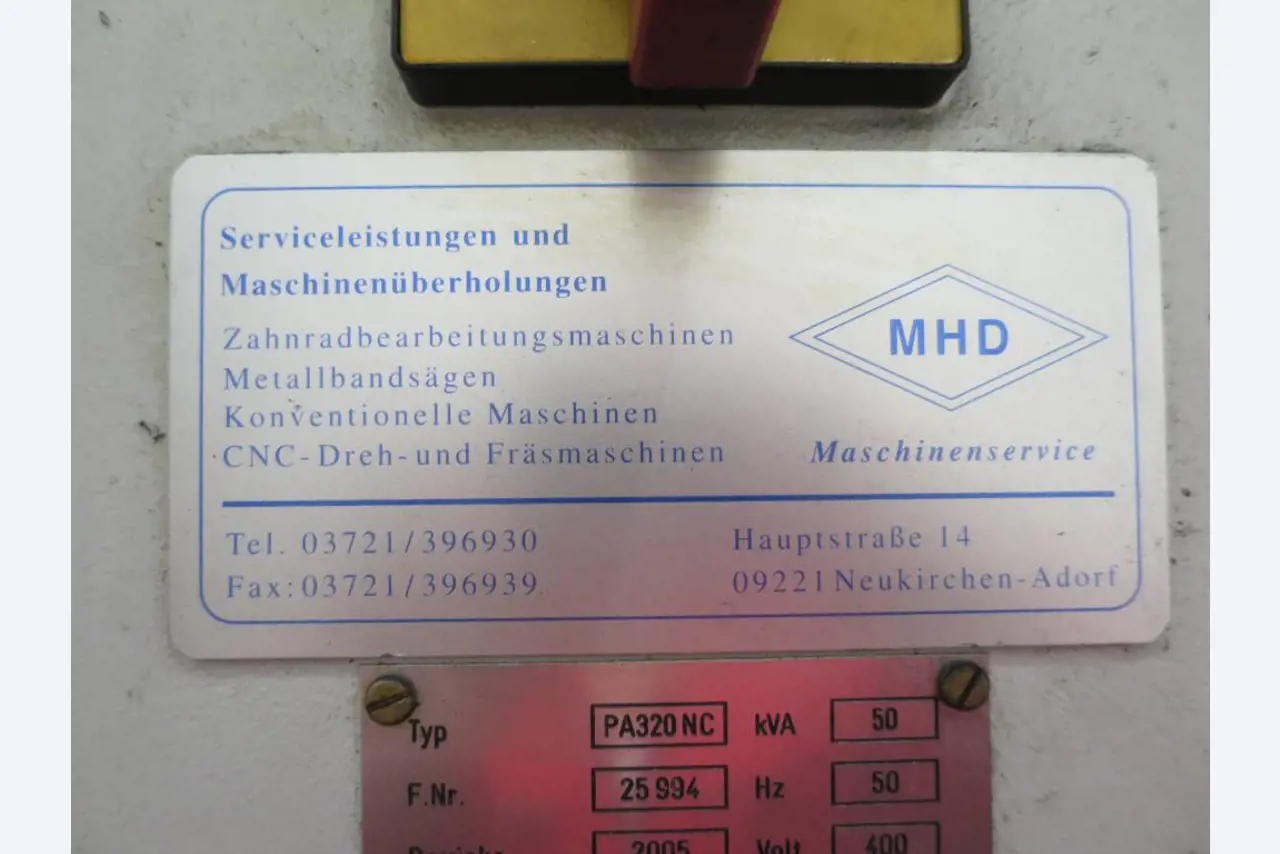 Serviceleistungen und
Maschinenüberholungen
Zahnradbearbeitungsmaschinen
Metallbandsägen
Konventionelle Maschinen
CNC-Dreh-und Fräsmaschinen
MHD
Maschinenservice
Tel. 03721/396930
Fax:03721/396939
Hauptstraße 14
09221 Neukirchen-Adorf
Typ PA320 NC kVA 50
F.Nr. 25 994 Hz 50
2005 Volt 400